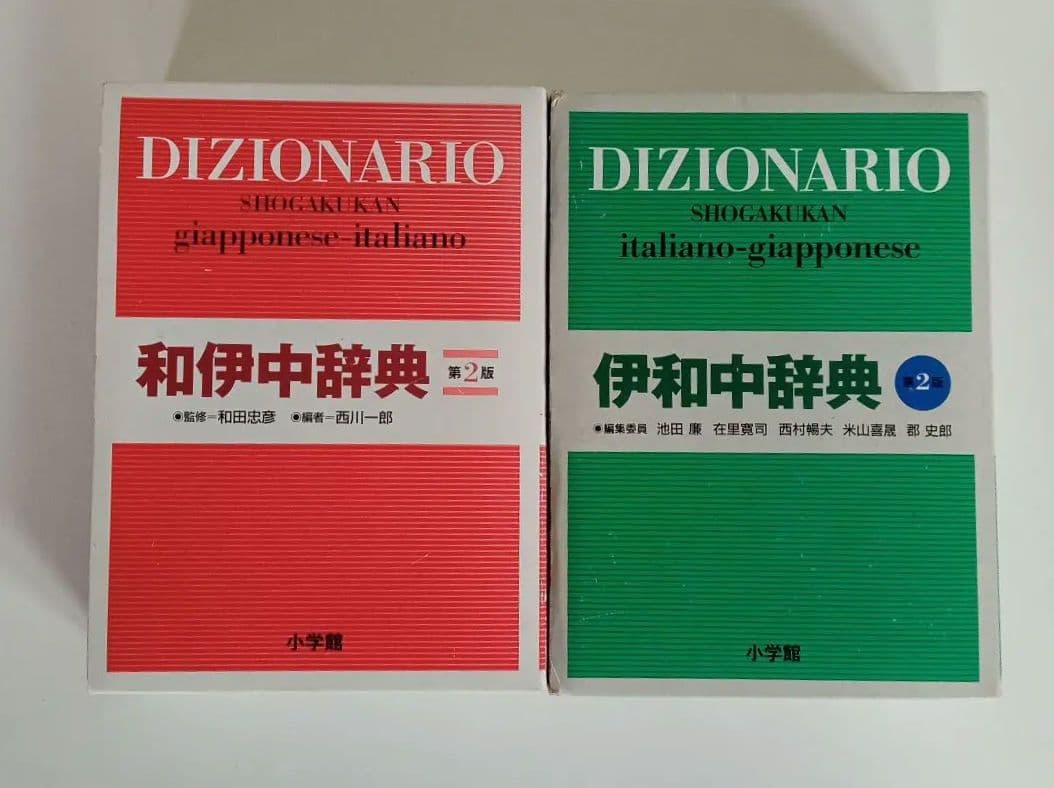 DIZIONARIO
SHOGAKUKAN
giapponese-italiano
和伊中辞典 第2版
◉監修=和田忠彦 ◉編者=西川一郎
小学館
DIZIONARIO
SHOGAKUKAN
italiano-giapponese
伊和中辞典 第2版
◉編集委員 池田 廉 在里寛司 西村暢夫 米山喜晟 郡 史郎
小学館